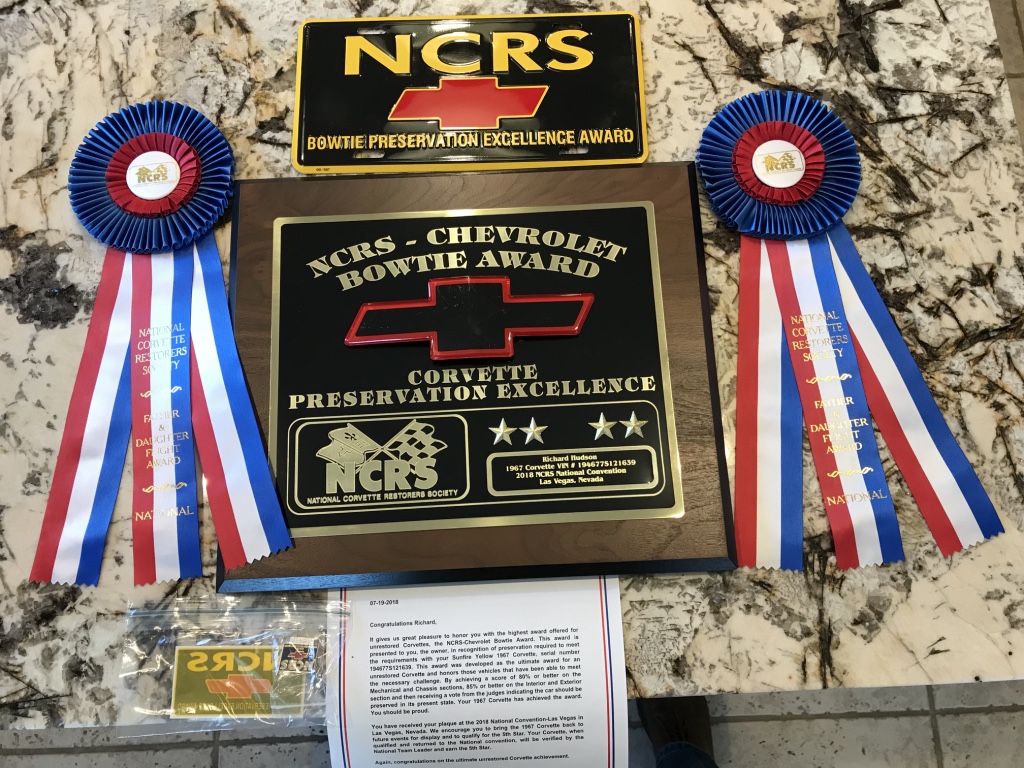 NCRS
BOWTIE PRESERVATION EXCELLENCE AWARD
NCRS
NATIONAL
CORVETTE
RESTORERS
SOCIETY
FATHER
&
DAUGHTER
FLIGHT
AWARD
NATIONAL
NCRS - CHEVROLET
BOWTIE AWARD
CORVETTE
PRESERVATION EXCELLENCE
NCRS
NATIONAL CORVETTE RESTORERS SOCIETY
Richard Hudson
1967 Corvette VIN # 194677S121639
2018 NCRS National Convention
Las Vegas, Nevada
NCRS
NATIONAL
CORVETTE
RESTORERS
SOCIETY
FATHER
&
DAUGHTER
FLIGHT
AWARD
NATIONAL
NCRS
BOWTIE PRESERVATION EXCELLENCE AWARD
07-19-2018
Congratulations Richard,
It gives us great pleasure to honor you with the highest award offered for
unrestored Corvettes, the NCRS-Chevrolet Bowtie Award. This award is
presented to you, the owner, in recognition of preservation required to meet
the requirements with your Sunfire Yellow 1967 Corvette, serial number
194677S121639. This award was developed as the ultimate award for an
unrestored Corvette and honors those vehicles that have been able to meet
the necessary challenge. By achieving a score of 80% or better on the
Mechanical and Chassis sections, 85% or better on the Interior and Exterior
section and then receiving a vote from the judges indicating the car should be
preserved in its present state. Your 1967 Corvette has achieved the award.
You should be proud.
You have received your plaque at the 2018 National Convention-Las Vegas in
Las Vegas, Nevada. We encourage you to bring the 1967 Corvette back to
future events for display and to qualify for the 5th Star. Your Corvette, when
qualified and returned to the National convention, will be verified by the
National Team Leader and earn the 5th Star.
Again, congratulations on the ultimate unrestored Corvette achievement.